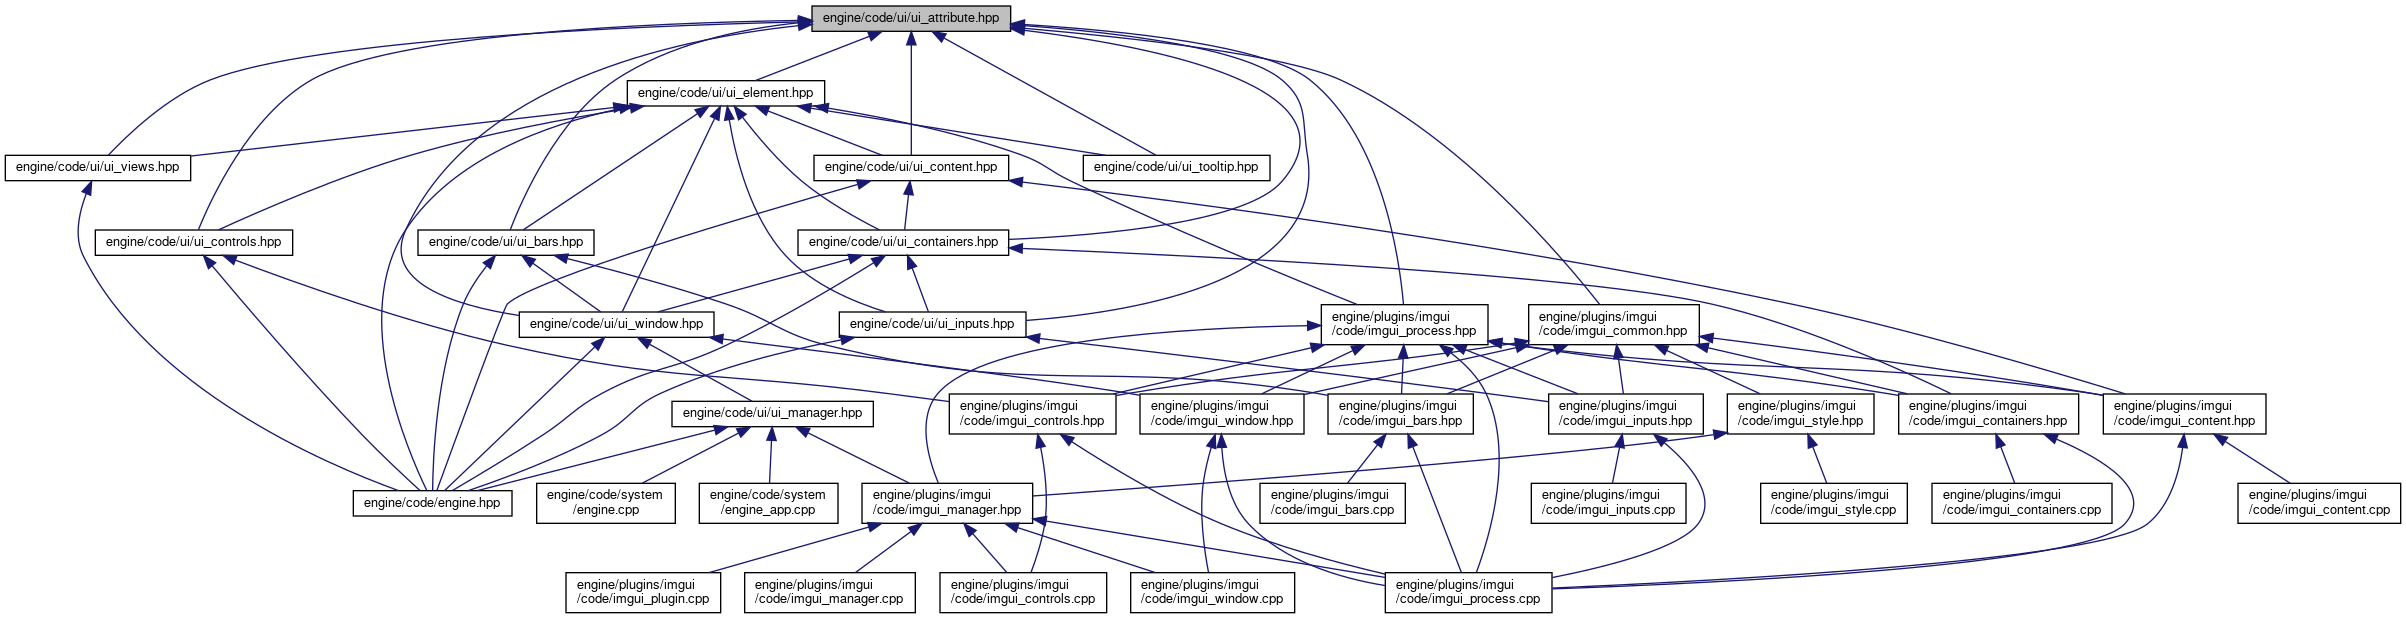 engine/code/ui/ui_attribute.hpp
engine/code/ui/ui_element.hpp
engine/code/ui/ui_views.hpp
engine/code/ui/ui_content.hpp
engine/code/ui/ui_tooltip.hpp
engine/code/ui/ui_controls.hpp
engine/code/ui/ui_bars.hpp
engine/code/ui/ui_containers.hpp
engine/code/ui/ui_window.hpp
engine/code/ui/ui_inputs.hpp
engine/plugins/imgui
/code/imgui_process.hpp
engine/plugins/imgui
/code/imgui_common.hpp
engine/code/ui/ui_manager.hpp
engine/plugins/imgui
/code/imgui_controls.hpp
engine/plugins/imgui
/code/imgui_window.hpp
engine/plugins/imgui
/code/imgui_bars.hpp
engine/plugins/imgui
/code/imgui_inputs.hpp
engine/plugins/imgui
/code/imgui_style.hpp
engine/plugins/imgui
/code/imgui_containers.hpp
engine/plugins/imgui
/code/imgui_content.hpp
engine/code/engine.hpp
engine/code/system
/engine.cpp
engine/code/system
/engine_app.cpp
engine/plugins/imgui
/code/imgui_manager.hpp
engine/plugins/imgui
/code/imgui_bars.cpp
engine/plugins/imgui
/code/imgui_inputs.cpp
engine/plugins/imgui
/code/imgui_style.cpp
engine/plugins/imgui
/code/imgui_containers.cpp
engine/plugins/imgui
/code/imgui_content.cpp
engine/plugins/imgui
/code/imgui_plugin.cpp
engine/plugins/imgui
/code/imgui_manager.cpp
engine/plugins/imgui
/code/imgui_controls.cpp
engine/plugins/imgui
/code/imgui_window.cpp
engine/plugins/imgui
/code/imgui_process.cpp